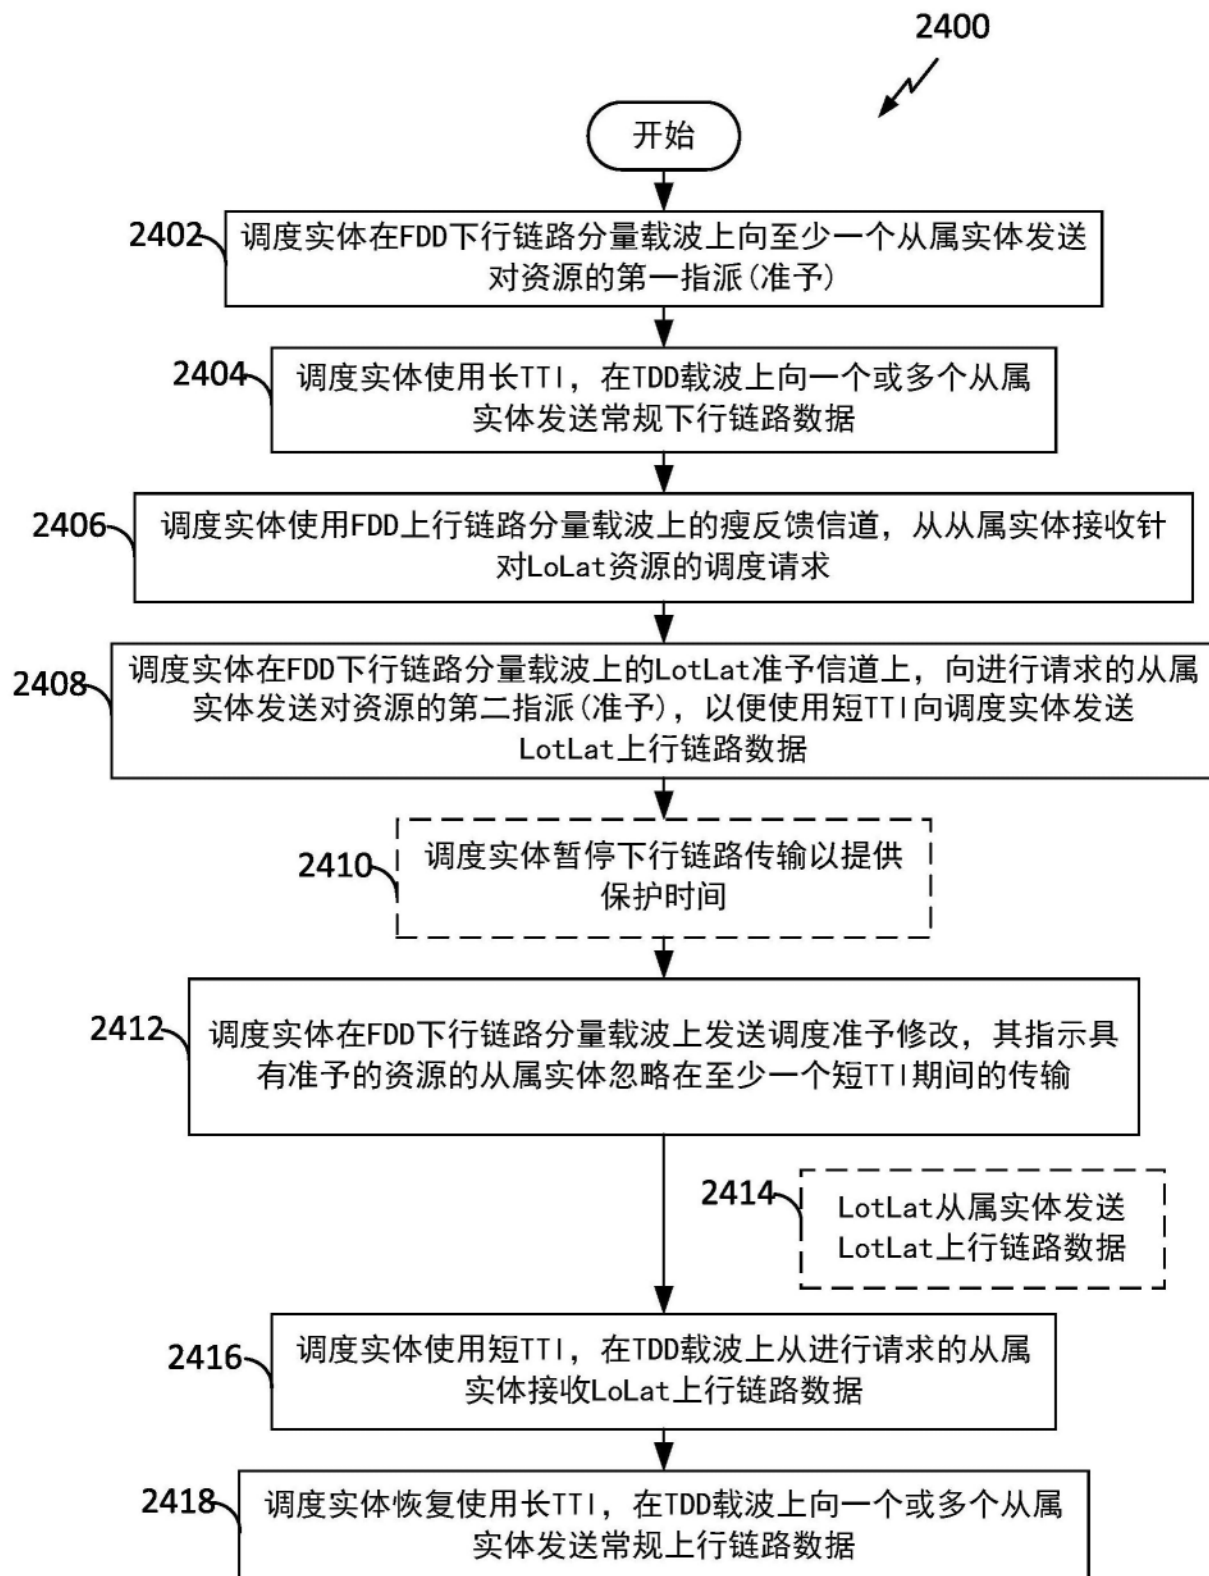 2400
开始
2402
调度实体在FDD下行链路分量载波上向至少一个从属实体发送
对资源的第一指派(准予)
2404
调度实体使用长TTI，在TDD载波上向一个或多个从属
实体发送常规下行链路数据
2406
调度实体使用FDD上行链路分量载波上的瘦反馈信道，从从属实体接收针
对LoLat资源的调度请求
2408
调度实体在FDD下行链路分量载波上的LotLat准予信道上，向进行请求的从属
实体发送对资源的第二指派(准予)，以便使用短TTI向调度实体发送
LotLat上行链路数据
2410
调度实体暂停下行链路传输以提供
保护时间
2412
调度实体在FDD下行链路分量载波上发送调度准予修改，其指示具
有准予的资源的从属实体忽略在至少一个短TTI期间的传输
2414
LotLat从属实体发送
LotLat上行链路数据
2416
调度实体使用短TTI，在TDD载波上从进行请求的从属
实体接收LoLat上行链路数据
2418
调度实体恢复使用长TTI，在TDD载波上向一个或多个从属
实体发送常规上行链路数据